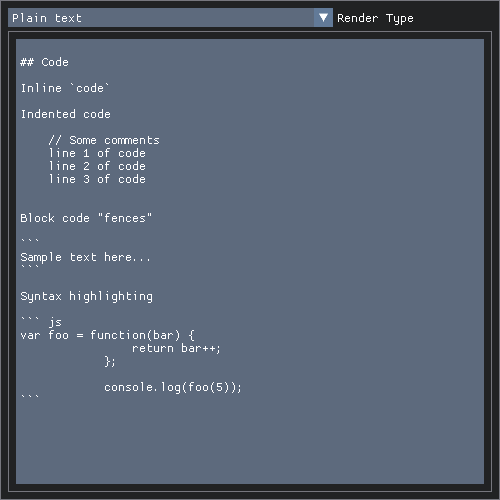 Plain text ▼ Render Type
## Code
Inline `code`
Indented code
    // Some comments
    line 1 of code
    line 2 of code
    line 3 of code
Block code "fences"
```
Sample text here...
```
Syntax highlighting
``` js
var foo = function(bar) {
                return bar++;
            };
            console.log(foo(5));
```